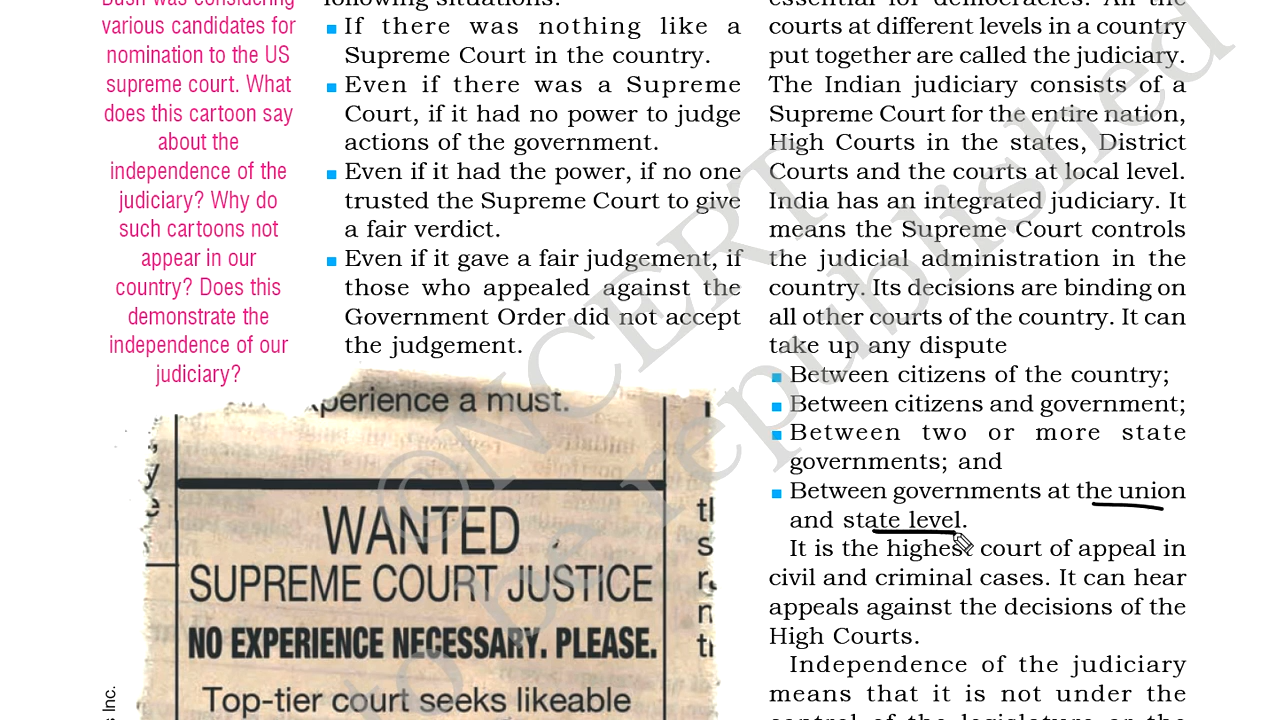 Bush was considering
various candidates for
nomination to the US
supreme court. What
does this cartoon say
about the
independence of the
judiciary? Why do
such cartoons not
appear in our
country? Does this
demonstrate the
independence of our
judiciary?
following situations:
If there was nothing like a
Supreme Court in the country.
Even if there was a Supreme
Court, if it had no power to judge
actions of the government.
Even if it had the power, if no one
trusted the Supreme Court to give
a fair verdict.
Even if it gave a fair judgement, if
those who appealed against the
Government Order did not accept
the judgement.
perience a must.
WANTED
SUPREME COURT JUSTICE
NO EXPERIENCE NECESSARY. PLEASE.
Top-tier court seeks likeable
s Inc.
essential for democracies. All the
courts at different levels in a country
put together are called the judiciary.
The Indian judiciary consists of a
Supreme Court for the entire nation,
High Courts in the states, District
Courts and the courts at local level.
India has an integrated judiciary. It
means the Supreme Court controls
the judicial administration in the
country. Its decisions are binding on
all other courts of the country. It can
take up any dispute
Between citizens of the country;
Between citizens and government;
Between two or more state
governments; and
Between governments at the union
and state level.
It is the highest court of appeal in
civil and criminal cases. It can hear
appeals against the decisions of the
High Courts.
Independence of the judiciary
means that it is not under the
control of the legislature or the
©NCERT
o be republished